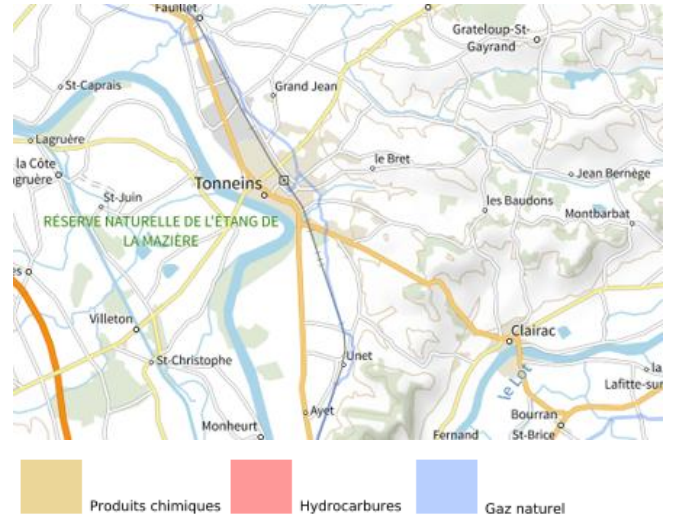 Fauillet
Grateloup-St-
Gayrand
St-Caprais
Grand Jean
Lagruère
la Côte
le Bret
Jean Bernège
Tonneins
St-Juin
les Baudons
Montbarbat
RÉSERVE NATURELLE DE L'ÉTANG DE
LA MAZIÈRE
Villeton
Clairac
St-Christophe
Unet
le Lot
Lafitte-sur
Ayet
Bourran
Monheurt
Fernand
St-Brice
Produits chimiques
Hydrocarbures
Gaz naturel